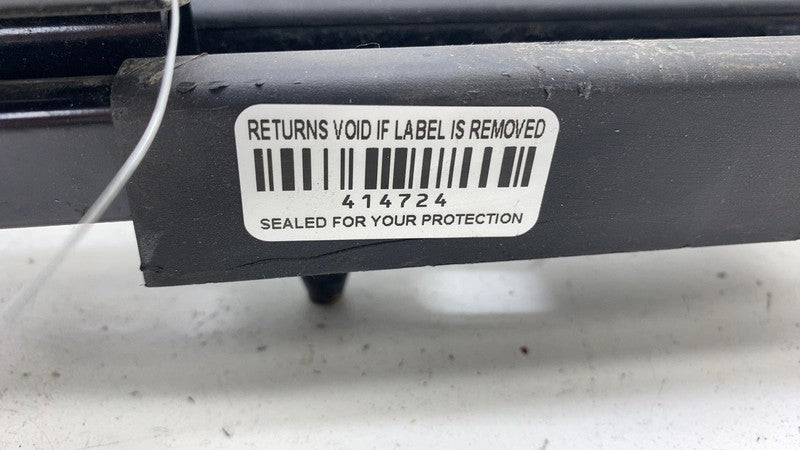 RETURNS VOID IF LABEL IS REMOVED
414724
SEALED FOR YOUR PROTECTION